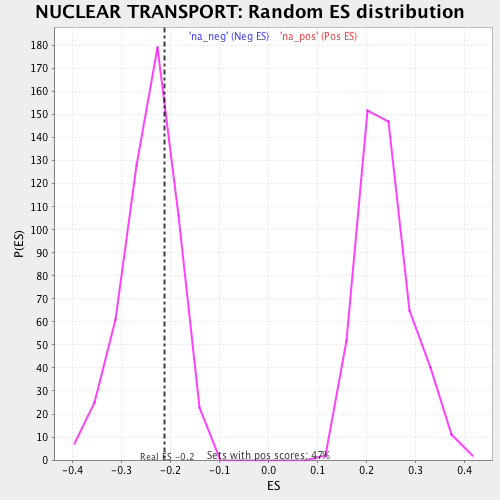 NUCLEAR TRANSPORT: Random ES distribution
'na_neg' (Neg ES) 'na_pos' (Pos ES)
180
170
160
150
140
130
120
110
100
90
80
70
60
50
40
30
20
10
0
P(ES)
Real ES -0.2
Sets with pos scores: 47%
-0.4 -0.3 -0.2 -0.1 0.0 0.1 0.2 0.3 0.4
ES